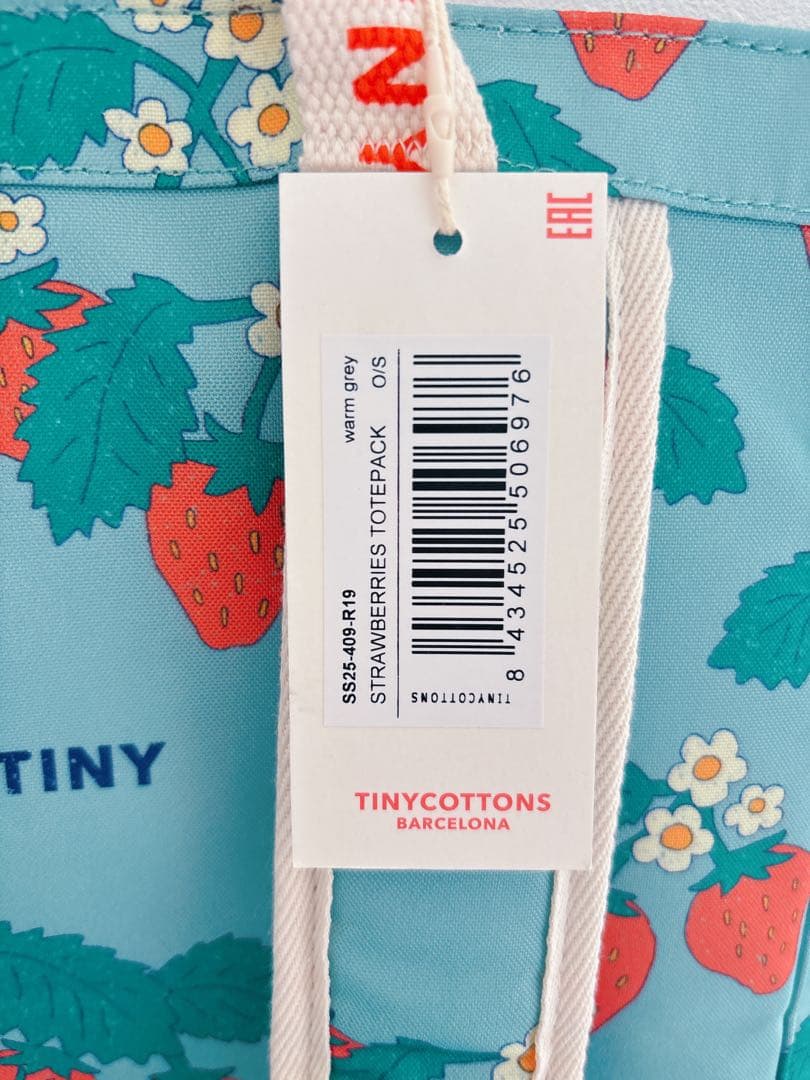 N
EAC
warm grey
SS25-409-R19
STRAWBERRIES TOTEPACK O/S
8 434525 506976
TINYCOTTONS
TINYCOTTONS
BARCELONA
TINY